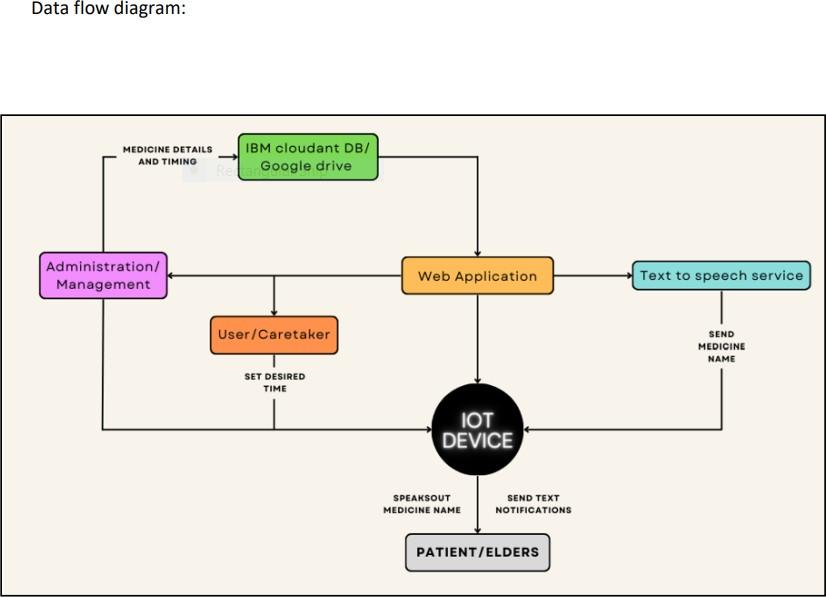 Data flow diagram:
MEDICINE DETAILS
AND TIMING
IBM cloudant DB/
Google drive
Administration/
Management
Web Application
Text to speech service
User/Caretaker
SET DESIRED
TIME
SEND
MEDICINE
NAME
IOT
DEVICE
SPEAKSOUT
MEDICINE NAME
SEND TEXT
NOTIFICATIONS
PATIENT/ELDERS